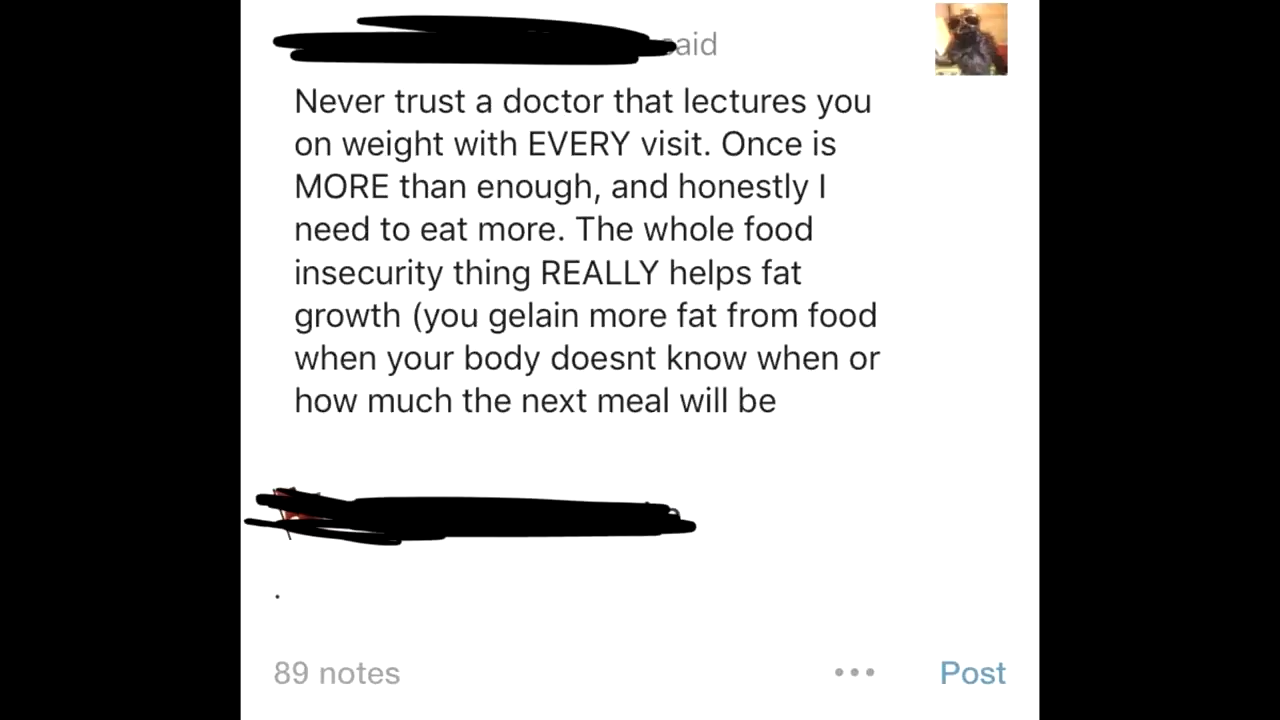 said
Never trust a doctor that lectures you
on weight with EVERY visit. Once is
MORE than enough, and honestly I
need to eat more. The whole food
insecurity thing REALLY helps fat
growth (you gelain more fat from food
when your body doesnt know when or
how much the next meal will be
.
89 notes
Post